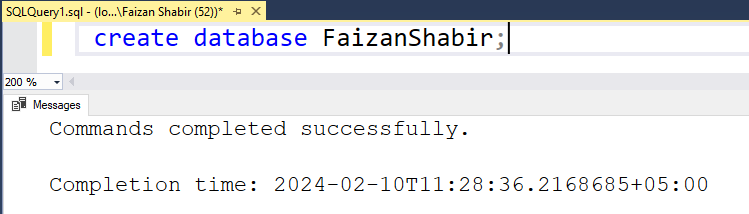 SQLQuery1.sql - (lo...\Faizan Shabir (52))*
create database FaizanShabir;
200 %
Messages
Commands completed successfully.
Completion time: 2024-02-10T11:28:36.2168685+05:00